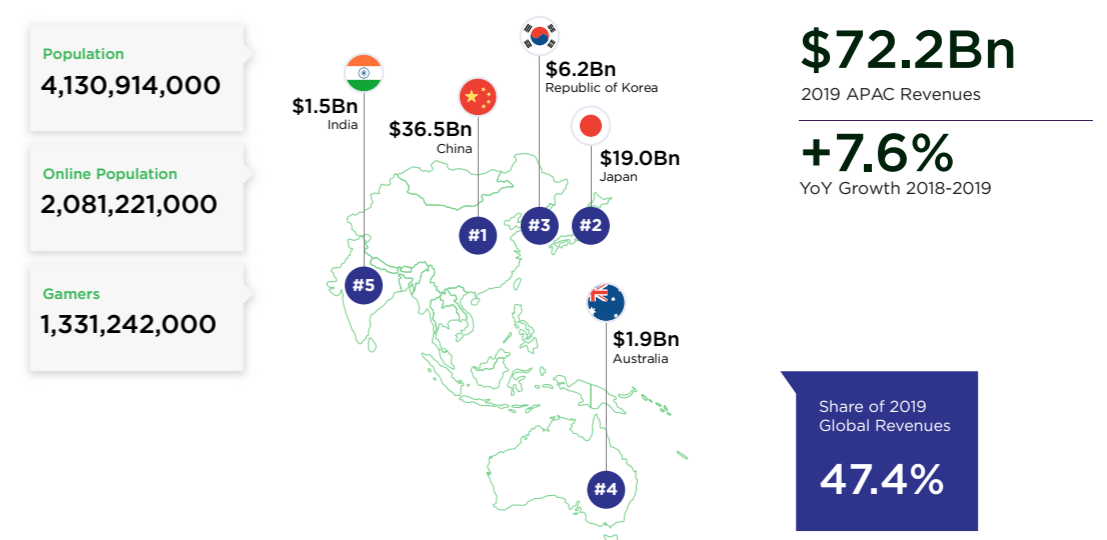 Population
4,130,914,000
Online Population
2,081,221,000
Gamers
1,331,242,000
$1.5Bn
India
$36.5Bn
China
$6.2Bn
Republic of Korea
$19.0Bn
Japan
#1
#3
#2
#5
$1.9Bn
Australia
#4
$72.2Bn
2019 APAC Revenues
+7.6%
YoY Growth 2018-2019
Share of 2019
Global Revenues
47.4%